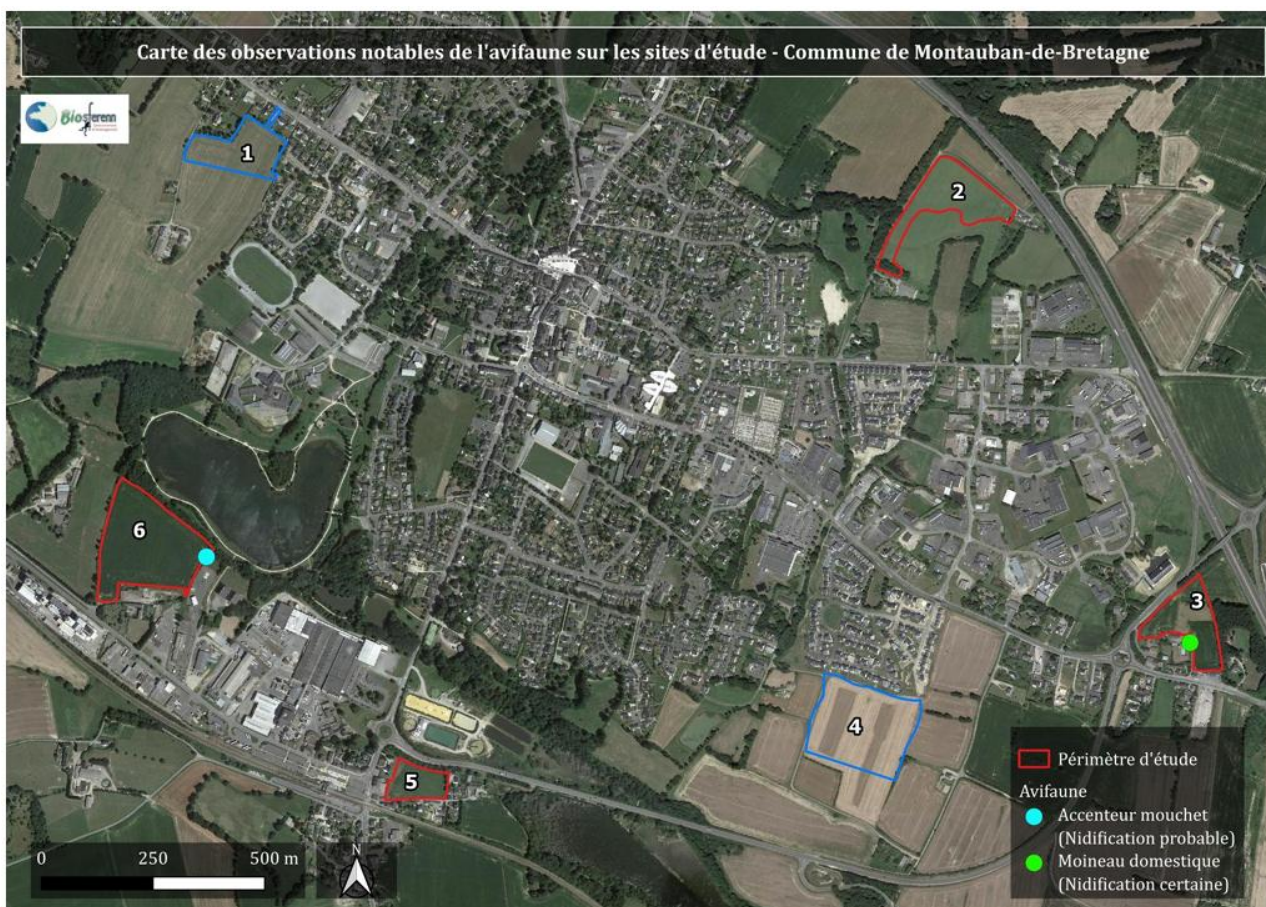 Carte des observations notables de l'avifaune sur les sites d'étude - Commune de Montauban-de-Bretagne
Biosferenn
1
2
6
3
4
5
Périmètre d'étude
Avifaune
Accenteur mouchet
(Nidification probable)
Moineau domestique
(Nidification certaine)
0 250 500 m
N